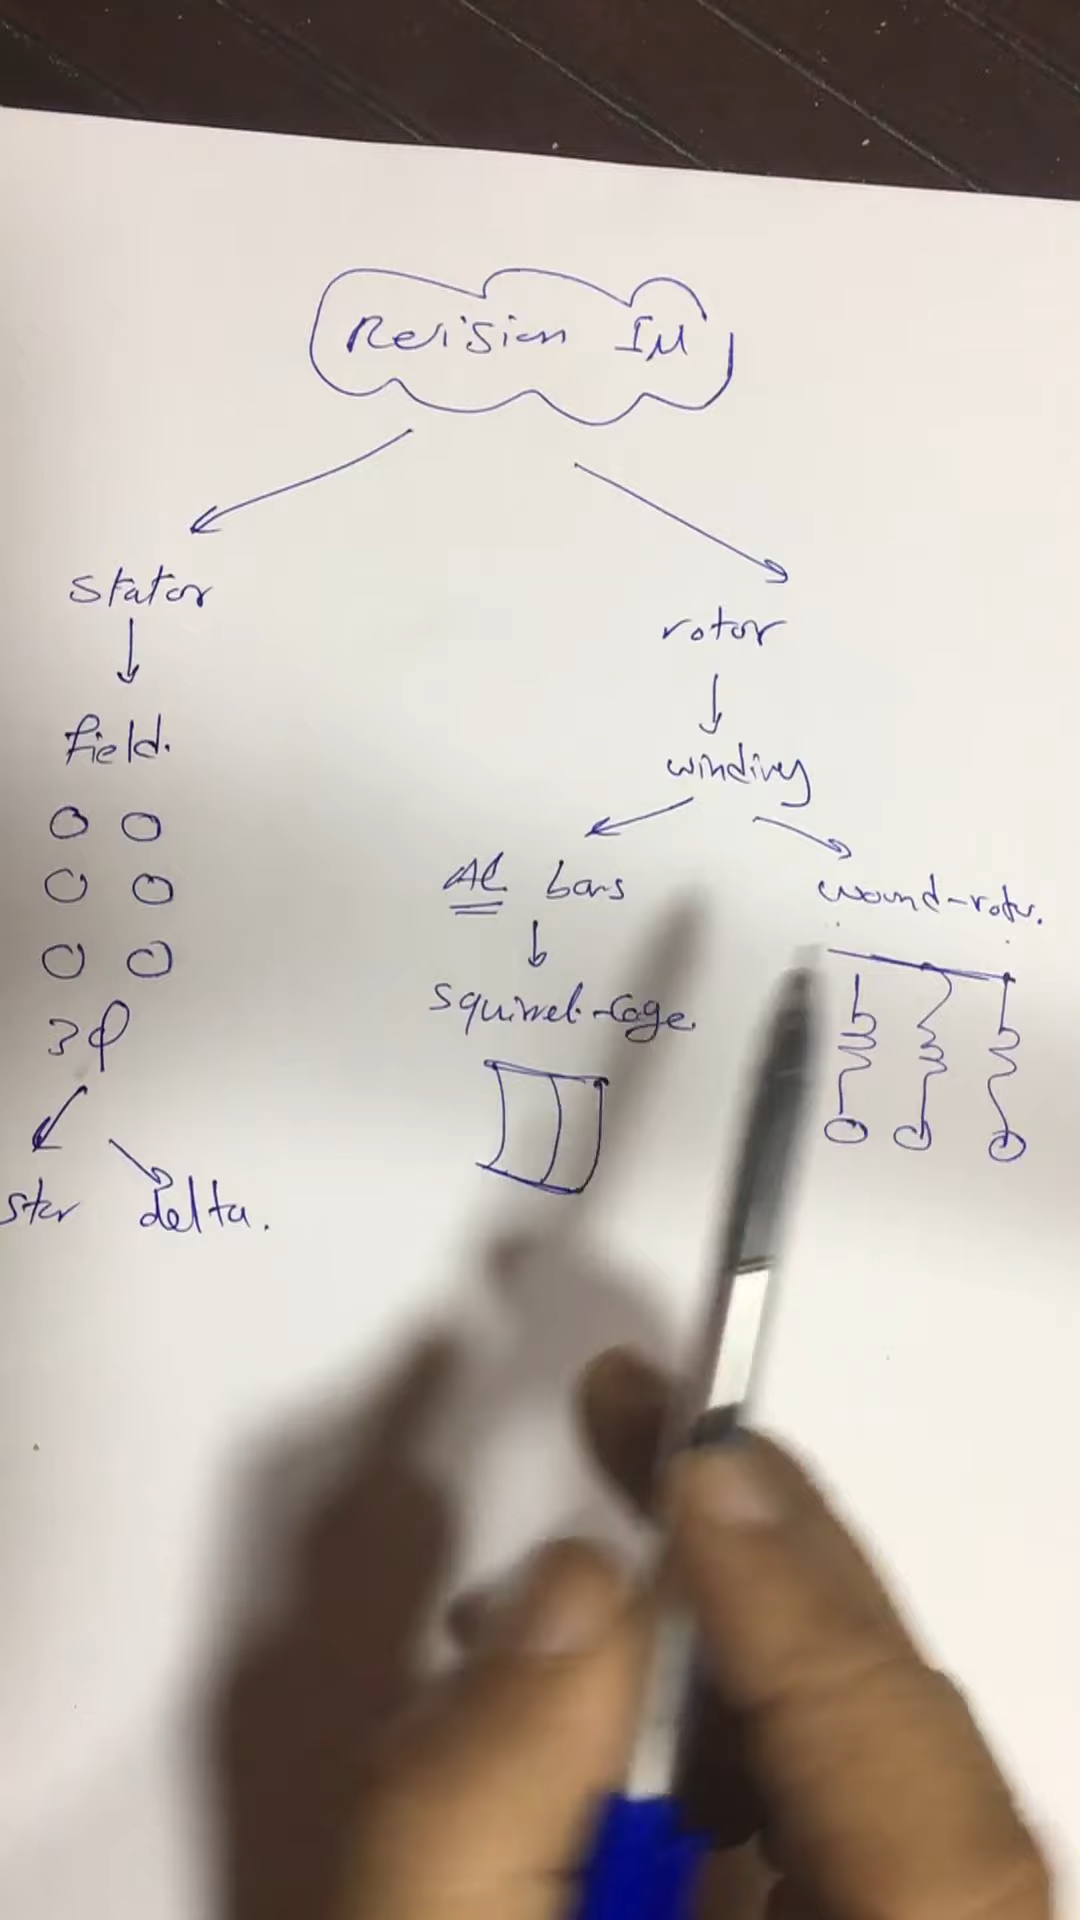 Revision IM
stator
rotor
field.
winding
Al bars
wound-rotor.
squirrel-cage.
3φ
star
delta.